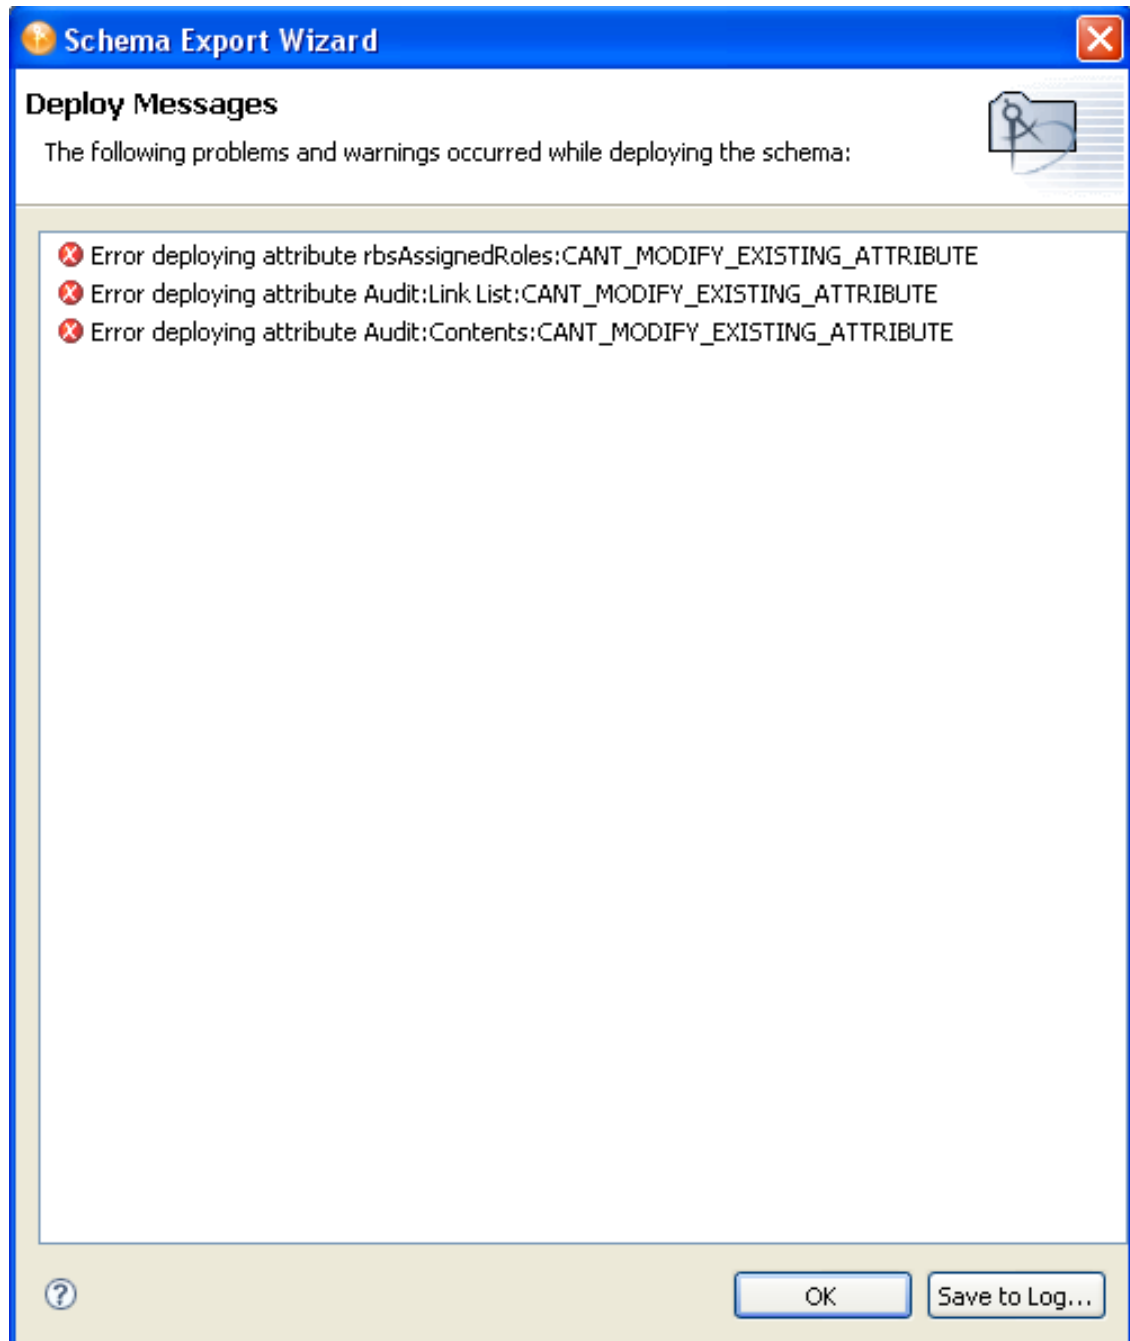 Schema Export Wizard
Deploy Messages
The following problems and warnings occurred while deploying the schema:
Error deploying attribute rbsAssignedRoles:CANT_MODIFY_EXISTING_ATTRIBUTE
Error deploying attribute Audit:Link List:CANT_MODIFY_EXISTING_ATTRIBUTE
Error deploying attribute Audit:Contents:CANT_MODIFY_EXISTING_ATTRIBUTE
? OK Save to Log...